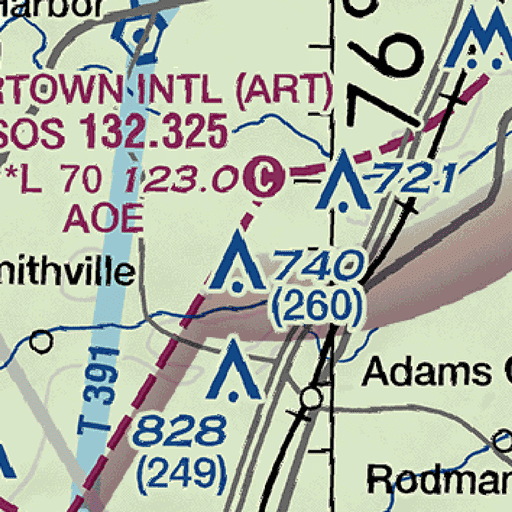 Harbor
RTOWN INTL (ART)
SOS 132.325
*L 70 123.0 C
AOE
76°
721
mithville
740
(260)
T 391
828
(249)
Adams C
Rodman